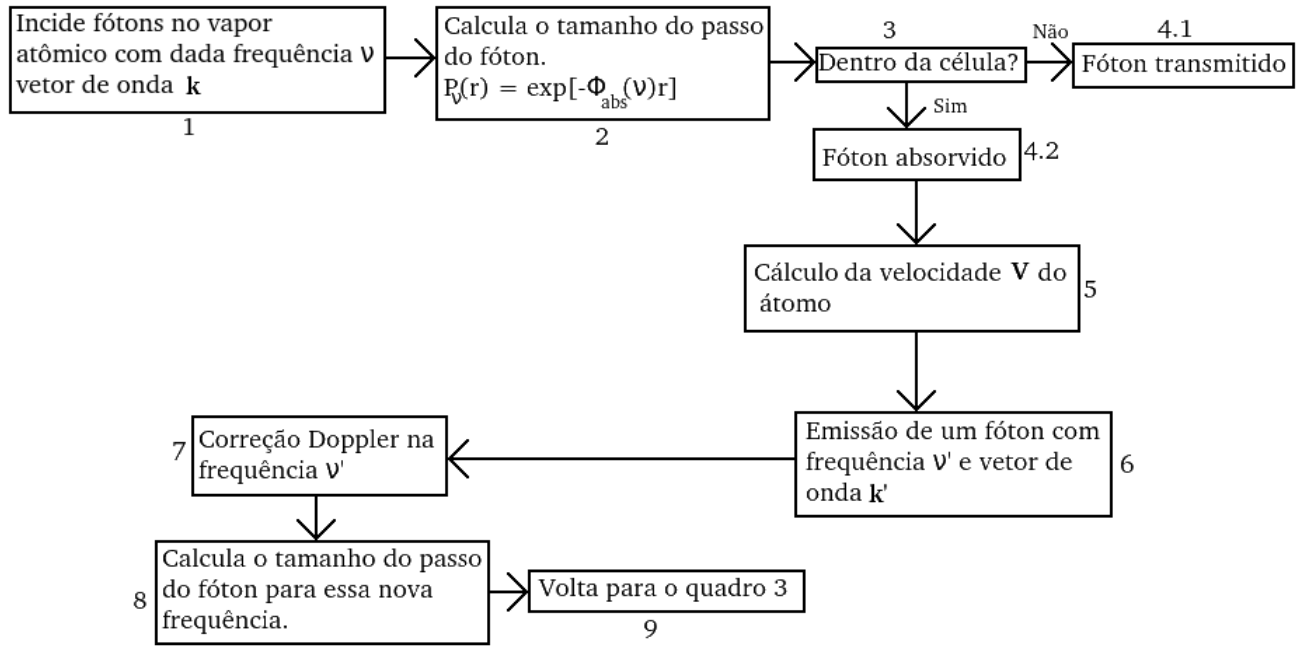 Incide fótons no vapor
atômico com dada frequência ν
vetor de onda k
1
Calcula o tamanho do passo
do fóton.
Pν(r) = exp[-Φabs(ν)r]
2
3
Dentro da célula?
Não
4.1
Fóton transmitido
Sim
Fóton absorvido
4.2
Cálculo da velocidade V do
átomo
5
Emissão de um fóton com
frequência ν' e vetor de
onda k'
6
7
Correção Doppler na
frequência ν'
8
Calcula o tamanho do passo
do fóton para essa nova
frequência.
Volta para o quadro 3
9